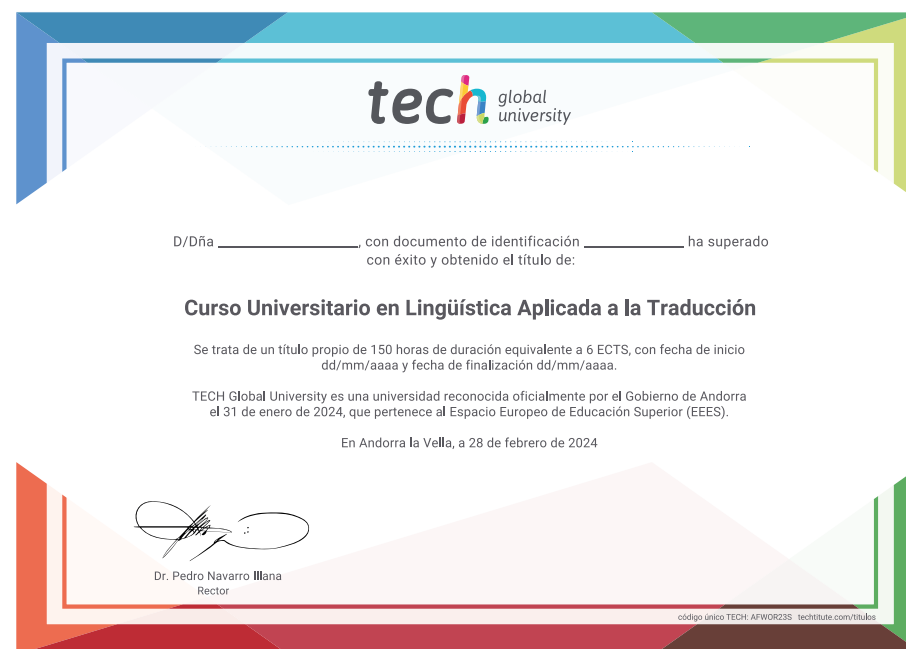 tech global university
D/Dña ______________, con documento de identificación __________ ha superado
con éxito y obtenido el título de:
Curso Universitario en Lingüística Aplicada a la Traducción
Se trata de un título propio de 150 horas de duración equivalente a 6 ECTS, con fecha de inicio
dd/mm/aaaa y fecha de finalización dd/mm/aaaa.
TECH Global University es una universidad reconocida oficialmente por el Gobierno de Andorra
el 31 de enero de 2024, que pertenece al Espacio Europeo de Educación Superior (EEES).
En Andorra la Vella, a 28 de febrero de 2024
Dr. Pedro Navarro Illana
Rector
código único TECH: AFWOR23S techtitute.com/titulos